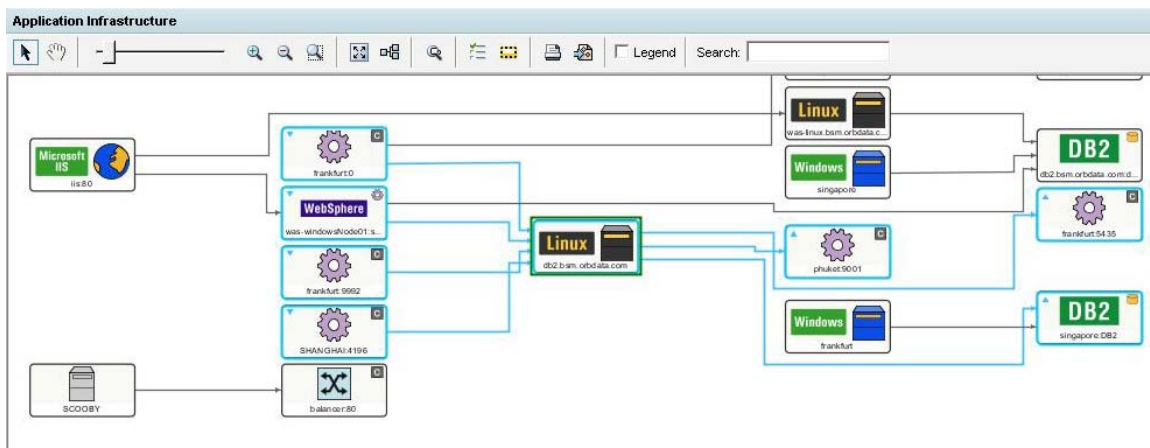 Application Infrastructure
Legend Search:
Microsoft
IIS
iis:80
C
frankfurt:0
WebSphere
was-windowsNode01:s...
C
frankfurt:9992
C
SHANGHAI:4196
SCOOBY
C
balancer:80
Linux
db2.bsm.orbdata.com
Linux
was-linux.bsm.orbdata.c...
Windows
singapore
C
phuket:9001
Windows
frankfurt
DB2
db2.bsm.orbdata.com:d...
C
frankfurt:5435
DB2
singapore:DB2